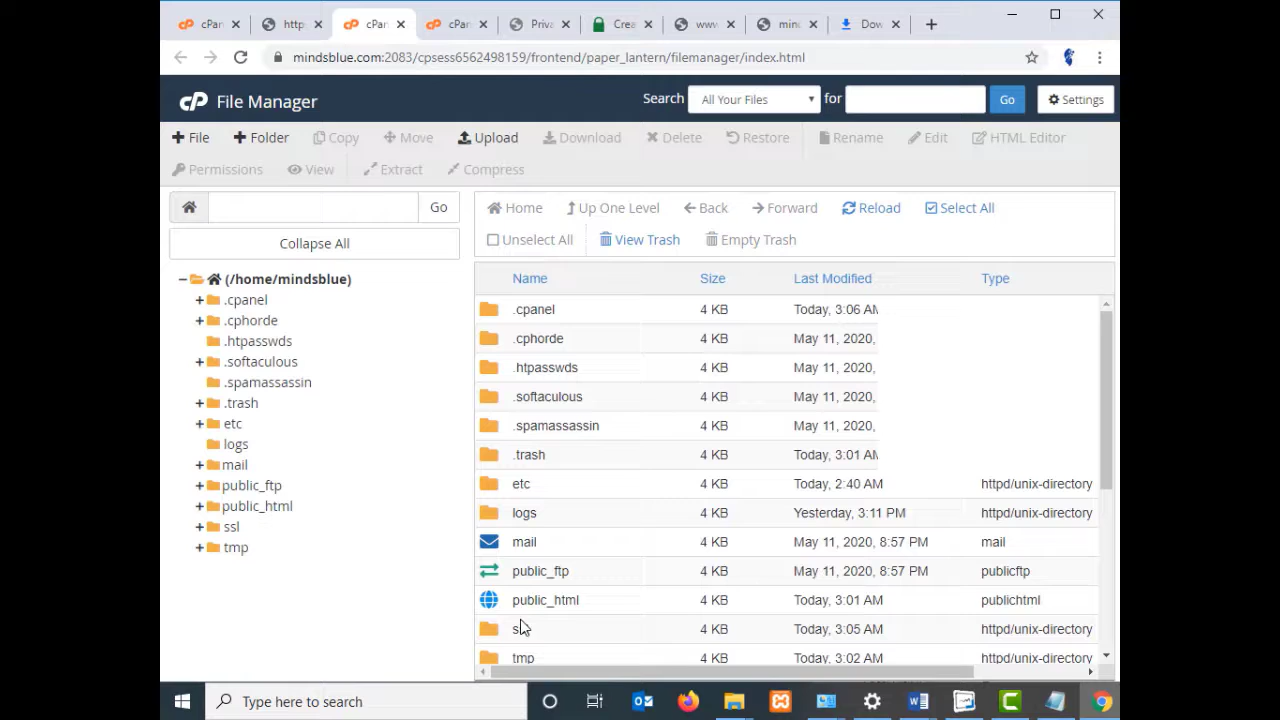 cPan
http
cPan
cPan
Priva
Crea
www
mind
Dow
mindsblue.com:2083/cpsess6562498159/frontend/paper_lantern/filemanager/index.html
cP File Manager
Search All Your Files for Go Settings
+ File + Folder Copy Move Upload Download Delete Restore Rename Edit HTML Editor
Permissions View Extract Compress
Go
Collapse All
(/home/mindsblue)
.cpanel
.cphorde
.htpasswds
.softaculous
.spamassassin
.trash
etc
logs
mail
public_ftp
public_html
ssl
tmp
Home Up One Level Back Forward Reload Select All
Unselect All View Trash Empty Trash
Name Size Last Modified Type
.cpanel 4 KB Today, 3:06 AM
.cphorde 4 KB May 11, 2020,
.htpasswds 4 KB May 11, 2020,
.softaculous 4 KB May 11, 2020,
.spamassassin 4 KB May 11, 2020,
.trash 4 KB Today, 3:01 AM
etc 4 KB Today, 2:40 AM httpd/unix-directory
logs 4 KB Yesterday, 3:11 PM httpd/unix-directory
mail 4 KB May 11, 2020, 8:57 PM mail
public_ftp 4 KB May 11, 2020, 8:57 PM publicftp
public_html 4 KB Today, 3:01 AM publichtml
4 KB Today, 3:05 AM httpd/unix-directory
tmp 4 KB Today, 3:02 AM httpd/unix-directory
Type here to search